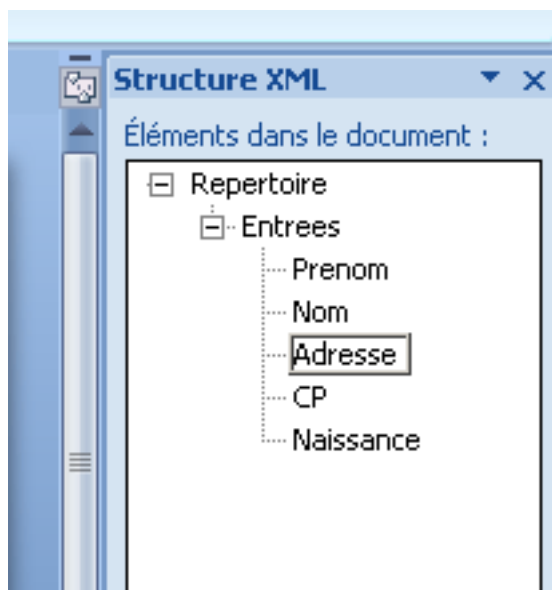 Structure XML
Éléments dans le document :
Repertoire
Entrees
Prenom
Nom
Adresse
CP
Naissance